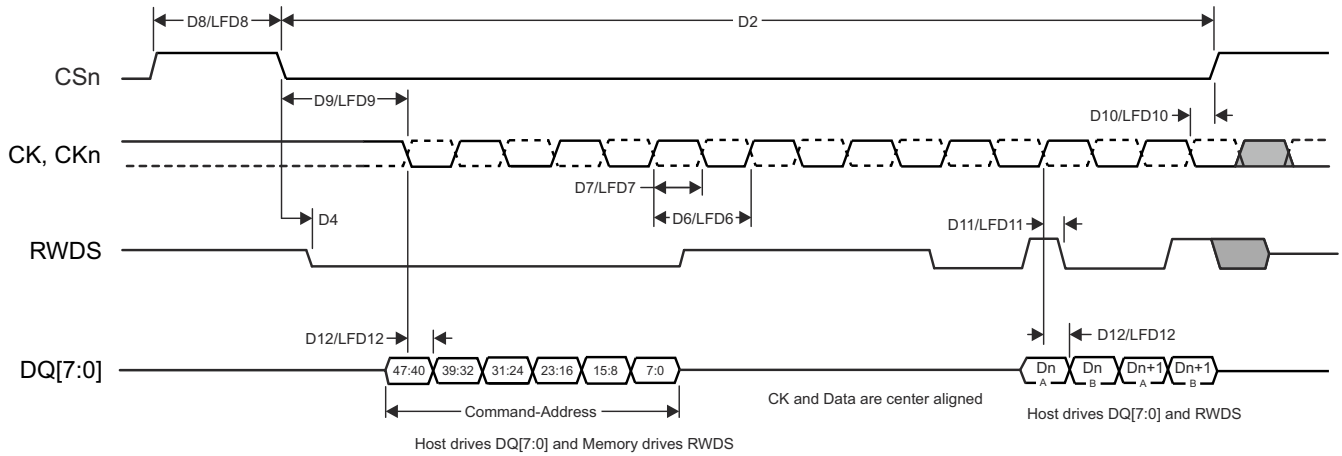 D8/LFD8
D2
CSn
D9/LFD9
D10/LFD10
CK, CKn
D7/LFD7
D4
D6/LFD6
D11/LFD11
RWDS
D12/LFD12
D12/LFD12
DQ[7:0]
47:40 39:32 31:24 23:16 15:8 7:0
Dn A Dn B Dn+1 A Dn+1 B
Command-Address
CK and Data are center aligned
Host drives DQ[7:0] and RWDS
Host drives DQ[7:0] and Memory drives RWDS